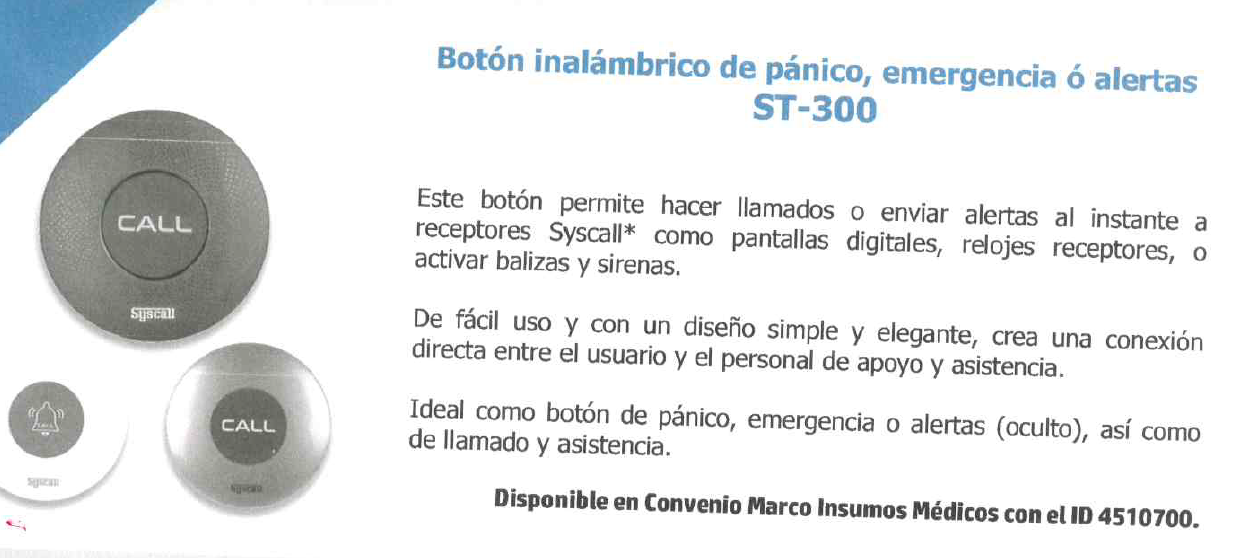 Botón inalámbrico de pánico, emergencia ó alertas
ST-300
CALL
Syscall
CALL
Syscall
Syscall
Este botón permite hacer llamados o enviar alertas al instante a
receptores Syscall* como pantallas digitales, relojes receptores, o
activar balizas y sirenas.
De fácil uso y con un diseño simple y elegante, crea una conexión
directa entre el usuario y el personal de apoyo y asistencia.
Ideal como botón de pánico, emergencia o alertas (oculto), así como
de llamado y asistencia.
Disponible en Convenio Marco Insumos Médicos con el ID 4510700.